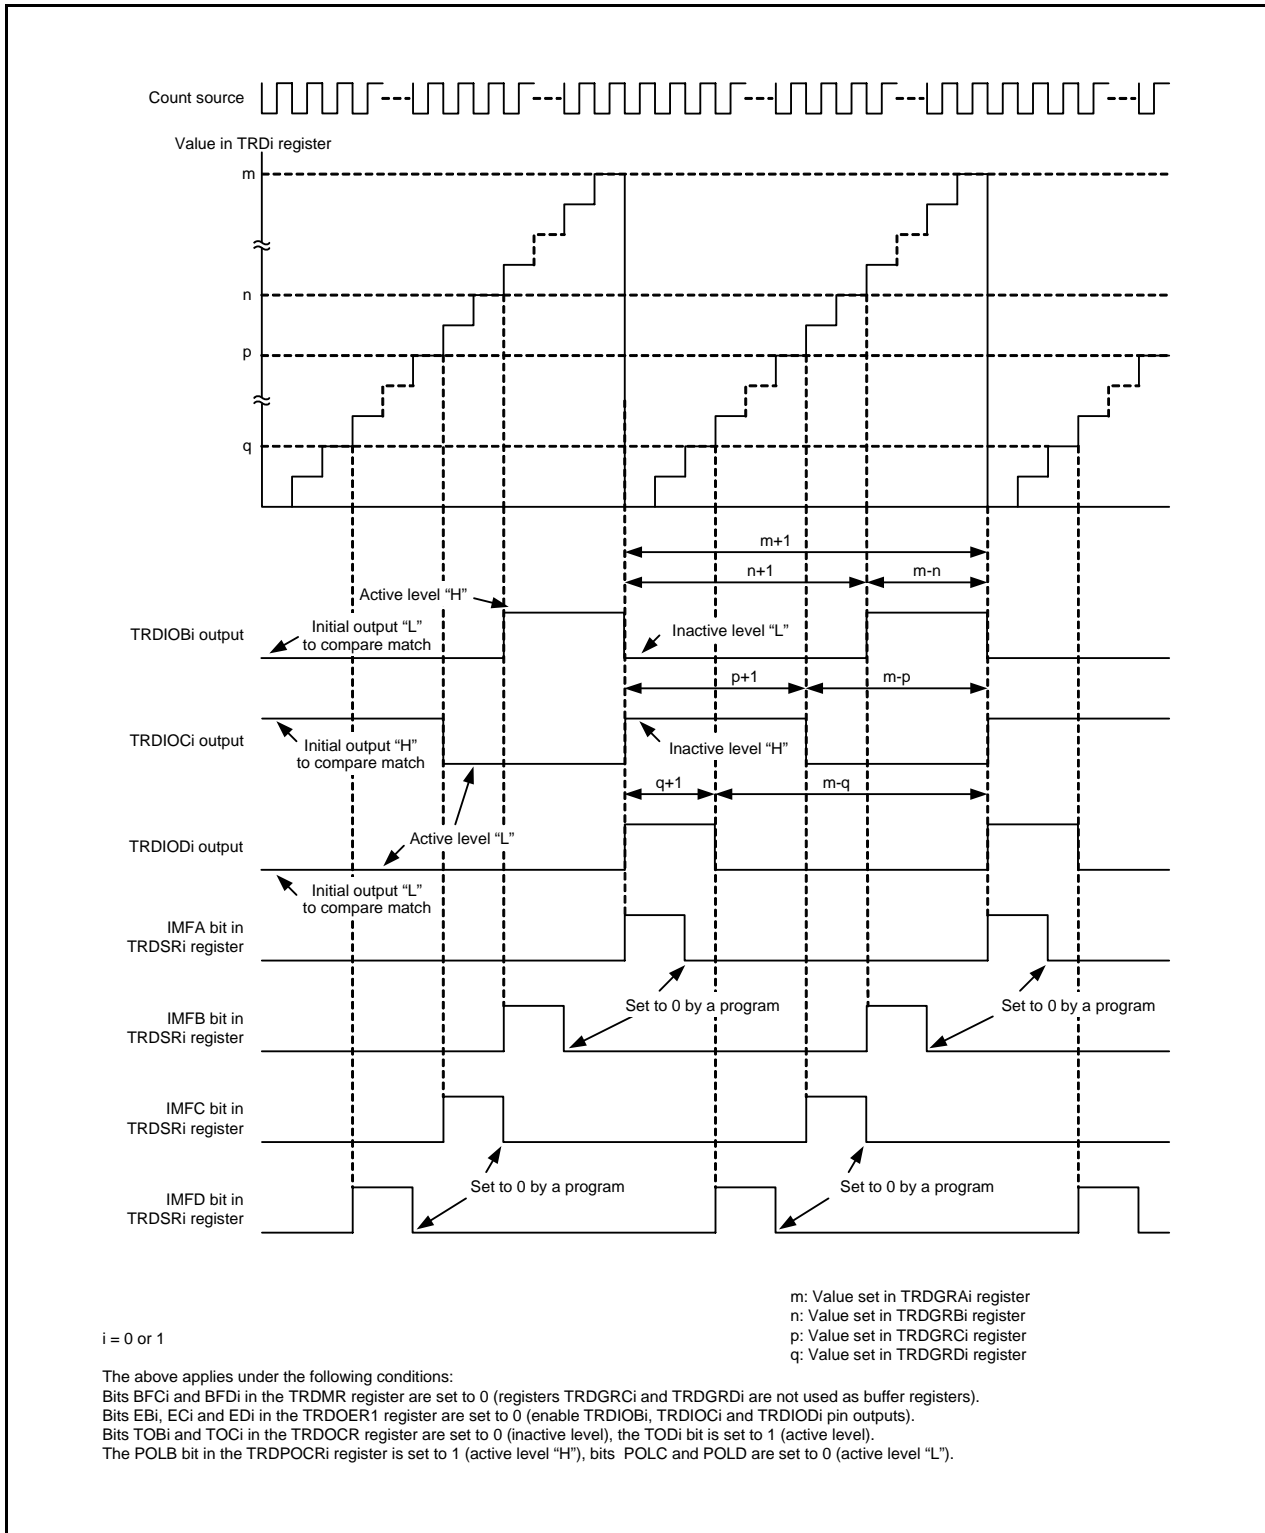 Count source
Value in TRDi register
m
n
p
q
m+1
n+1
m-n
Active level “H”
TRDIOBi output
Initial output “L”
to compare match
Inactive level “L”
p+1
m-p
TRDIOCi output
Initial output “H”
to compare match
Inactive level “H”
q+1
m-q
Active level “L”
TRDIODi output
Initial output “L”
to compare match
IMFA bit in
TRDSRi register
Set to 0 by a program
Set to 0 by a program
IMFB bit in
TRDSRi register
IMFC bit in
TRDSRi register
Set to 0 by a program
Set to 0 by a program
IMFD bit in
TRDSRi register
m: Value set in TRDGRAi register
n: Value set in TRDGRBi register
p: Value set in TRDGRCi register
q: Value set in TRDGRDi register
i = 0 or 1
The above applies under the following conditions:
Bits BFCi and BFDi in the TRDMR register are set to 0 (registers TRDGRCi and TRDGRDi are not used as buffer registers).
Bits EBi, ECi and EDi in the TRDOER1 register are set to 0 (enable TRDIOBi, TRDIOCi and TRDIODi pin outputs).
Bits TOBi and TOCi in the TRDOCR register are set to 0 (inactive level), the TODi bit is set to 1 (active level).
The POLB bit in the TRDPOCRi register is set to 1 (active level “H”), bits POLC and POLD are set to 0 (active level “L”).